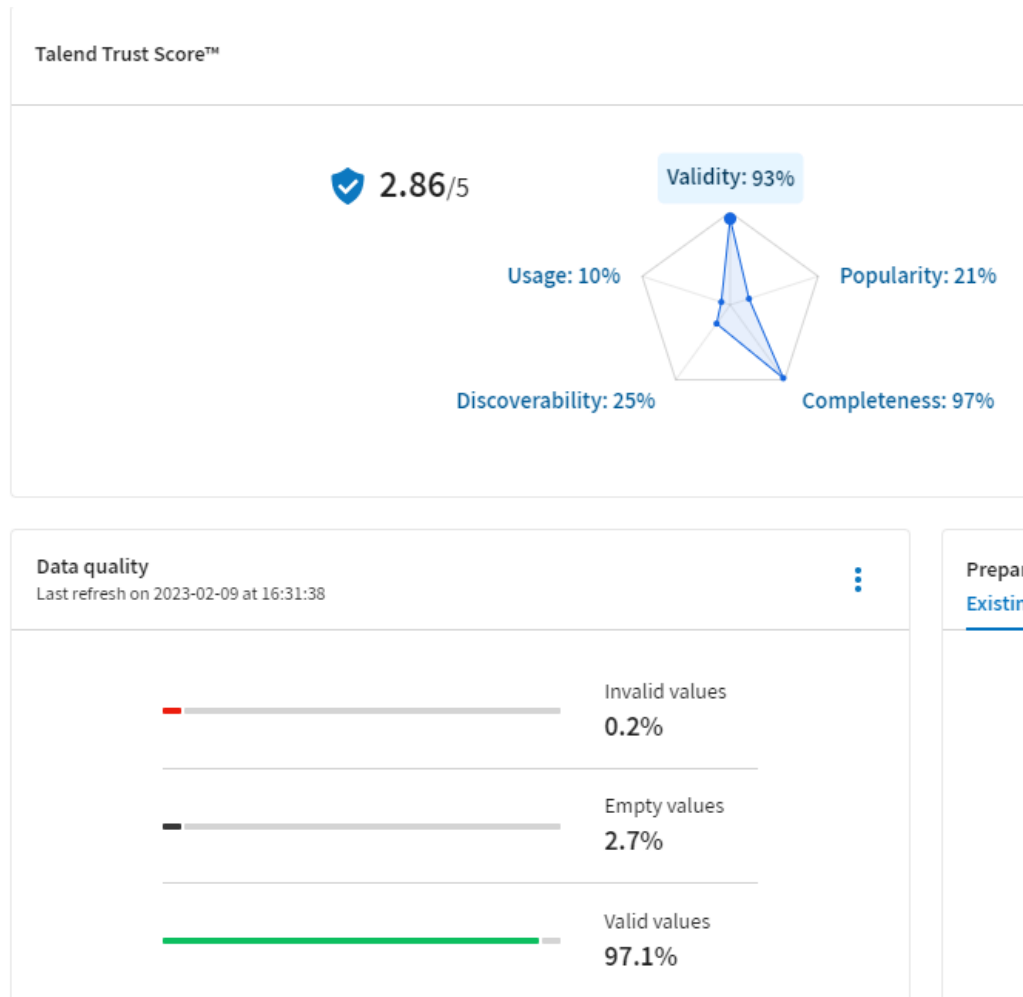 Talend Trust Score™
2.86/5
Validity: 93%
Usage: 10%
Popularity: 21%
Discoverability: 25%
Completeness: 97%
Data quality
Last refresh on 2023-02-09 at 16:31:38
Invalid values
0.2%
Empty values
2.7%
Valid values
97.1%